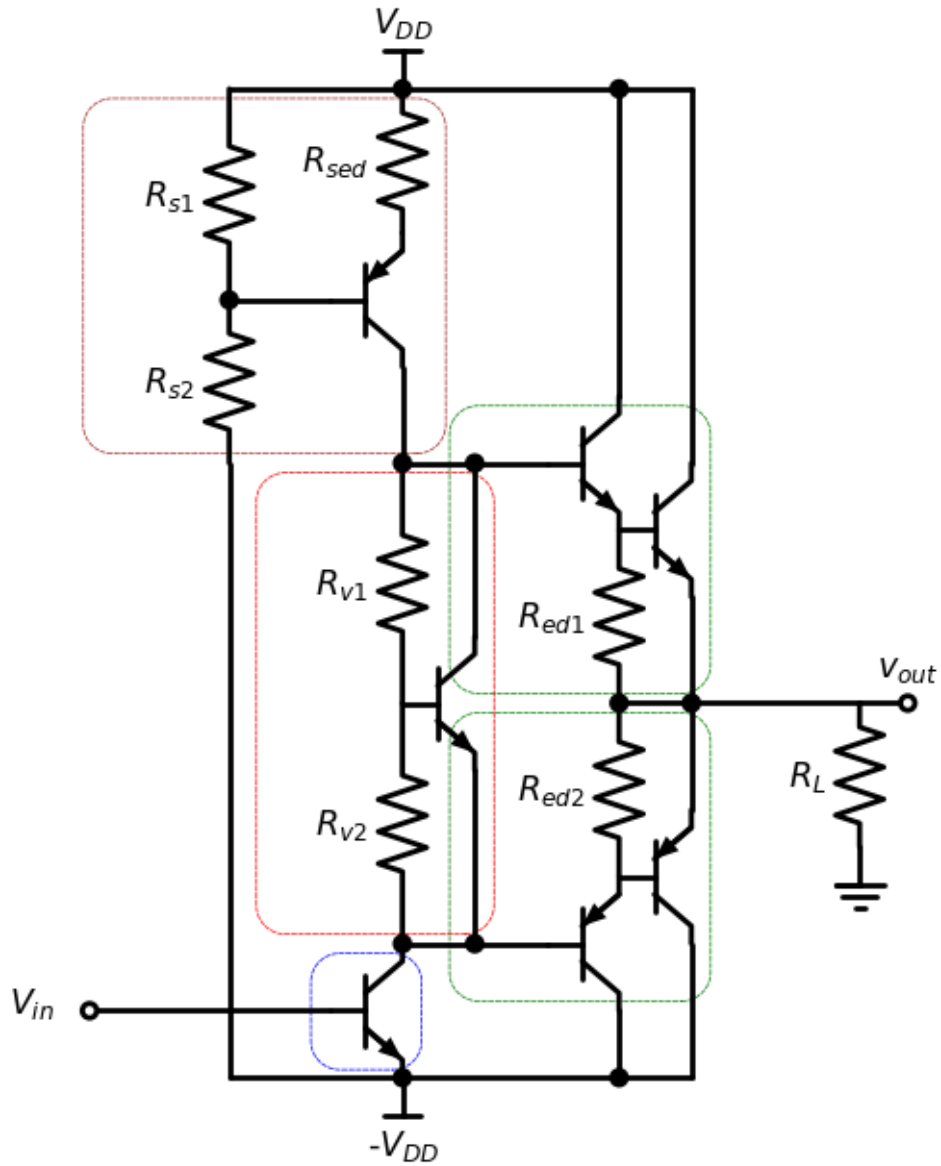 V_DD
R_sed
R_s1
R_s2
R_v1
R_ed1
v_out
R_ed2
R_L
R_v2
V_in
-V_DD